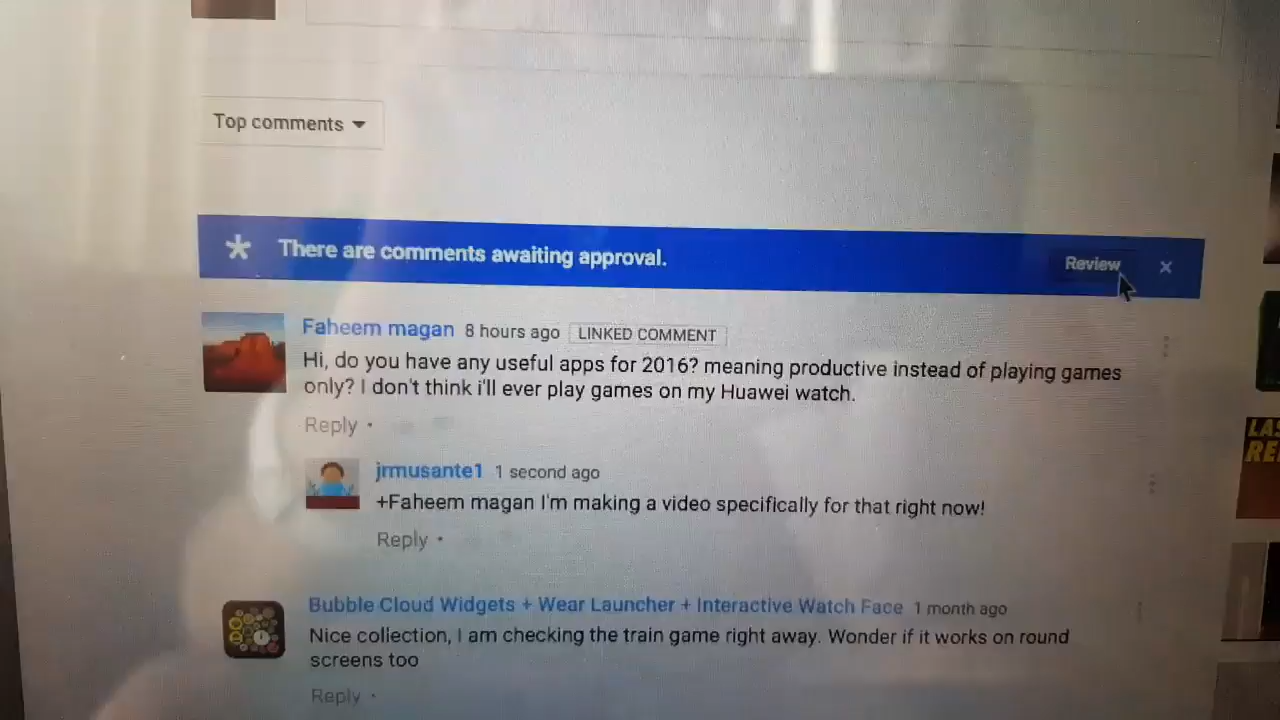 Top comments
There are comments awaiting approval.
Review
Faheem magan 8 hours ago LINKED COMMENT
Hi, do you have any useful apps for 2016? meaning productive instead of playing games
only? I don't think i'll ever play games on my Huawei watch.
Reply •
jrmusante1 1 second ago
+Faheem magan I'm making a video specifically for that right now!
Reply •
Bubble Cloud Widgets + Wear Launcher + Interactive Watch Face 1 month ago
Nice collection, I am checking the train game right away. Wonder if it works on round
screens too
Reply •